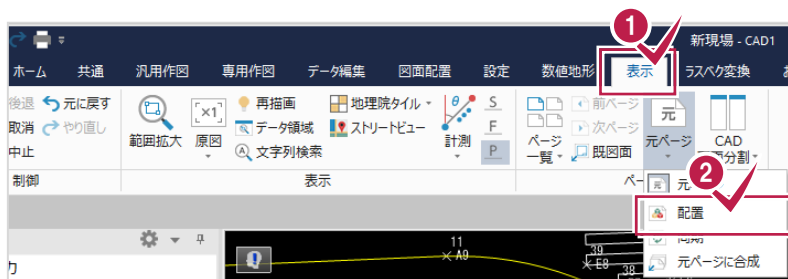 1
新現場 - CAD1
ホーム 共通 汎用作図 専用作図 データ編集 図面配置 設定 数値地形 表示 ラスベク変換
後退 元に戻す
取消 やり直し
中止
制御
範囲拡大
×1
原図
再描画
データ領域
文字列検索
地理院タイル
ストリートビュー
θ
計測
S
F
P
表示
ページ一覧
前ページ
次ページ
既図面
元
元ページ
CAD
2
元
配置
元ページに合成
11
A9
39
E8
38